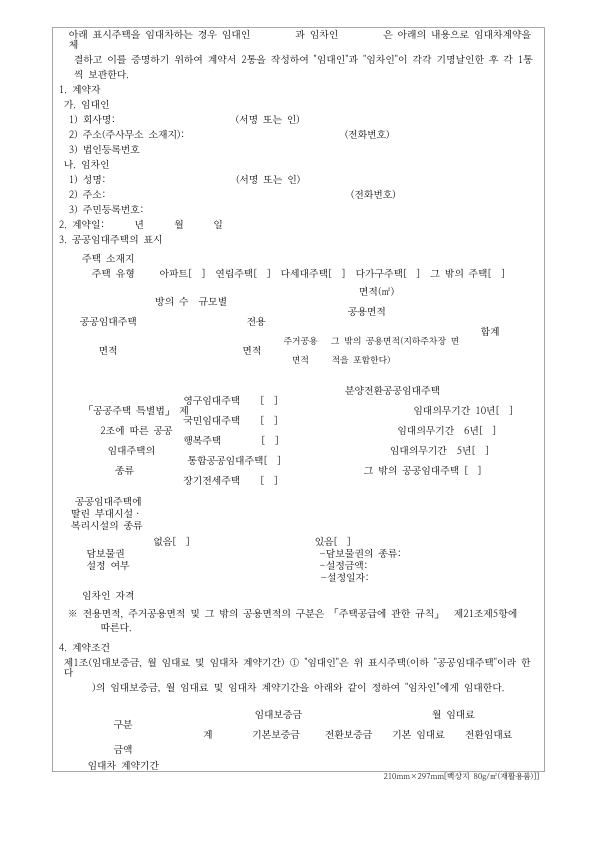 아래 표시주택을 임대차하는 경우 임대인 과 임차인 은 아래의 내용으로 임대차계약을
체
결하고 이를 증명하기 위하여 계약서 2통을 작성하여 "임대인"과 "임차인"이 각각 기명날인한 후 각 1통
씩 보관한다.
1. 계약자
가. 임대인
1) 회사명: (서명 또는 인)
2) 주소(주사무소 소재지): (전화번호)
3) 법인등록번호
나. 임차인
1) 성명: (서명 또는 인)
2) 주소: (전화번호)
3) 주민등록번호:
2. 계약일: 년 월 일
3. 공공임대주택의 표시
주택 소재지
주택 유형 아파트[ ] 연립주택[ ] 다세대주택[ ] 다가구주택[ ] 그 밖의 주택[ ]
면적(㎡)
방의 수 규모별
공용면적
공공임대주택 전용
합계
주거공용 그 밖의 공용면적(지하주차장 면
면적 면적
면적 적을 포함한다)
분양전환공공임대주택
영구임대주택 [ ]
「공공주택 특별법」 제 임대의무기간 10년[ ]
국민임대주택 [ ]
2조에 따른 공공 임대의무기간 6년[ ]
행복주택 [ ]
임대주택의 임대의무기간 5년[ ]
통합공공임대주택[ ]
종류 그 밖의 공공임대주택 [ ]
장기전세주택 [ ]
공공임대주택에
딸린 부대시설ㆍ
복리시설의 종류
없음[ ] 있음[ ]
담보물권 -담보물권의 종류:
설정 여부 -설정금액:
-설정일자:
임차인 자격
※ 전용면적, 주거공용면적 및 그 밖의 공용면적의 구분은 「주택공급에 관한 규칙」 제21조제5항에
따른다.
4. 계약조건
제1조(임대보증금, 월 임대료 및 임대차 계약기간) ① "임대인"은 위 표시주택(이하 "공공임대주택"이라 한
다
)의 임대보증금, 월 임대료 및 임대차 계약기간을 아래와 같이 정하여 "임차인"에게 임대한다.
임대보증금 월 임대료
구분
계 기본보증금 전환보증금 기본 임대료 전환임대료
금액
임대차 계약기간
210mm×297mm[백상지 80g/㎡(재활용품)]]